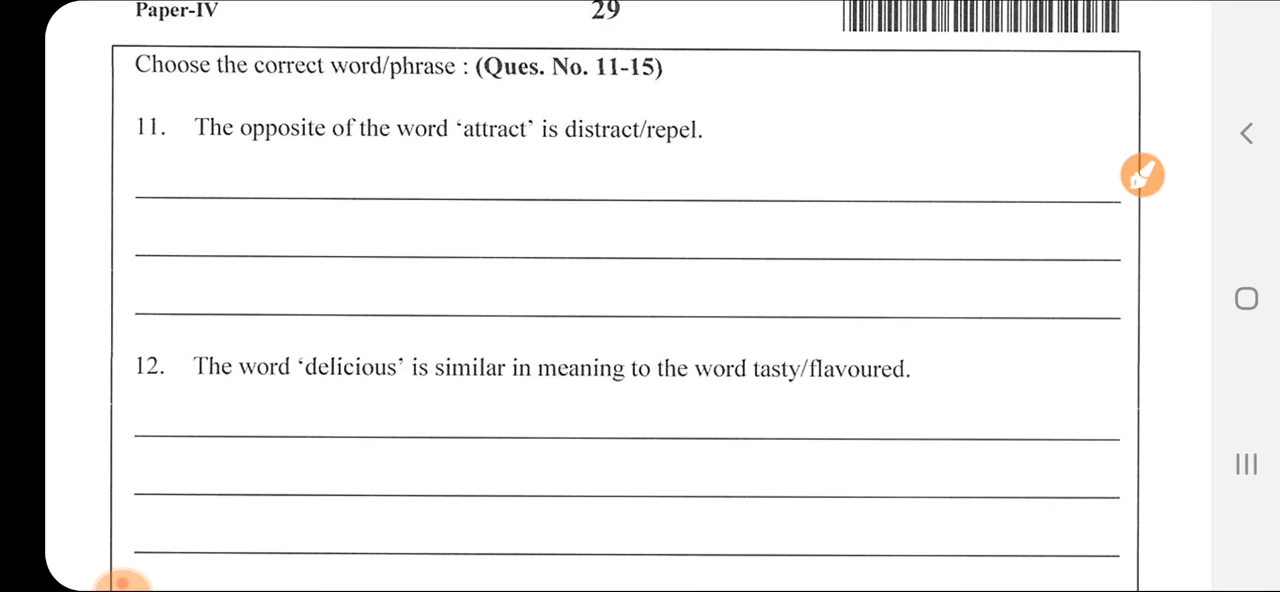 Paper-IV 29
Choose the correct word/phrase : (Ques. No. 11-15)
11. The opposite of the word ‘attract’ is distract/repel.
12. The word ‘delicious’ is similar in meaning to the word tasty/flavoured.